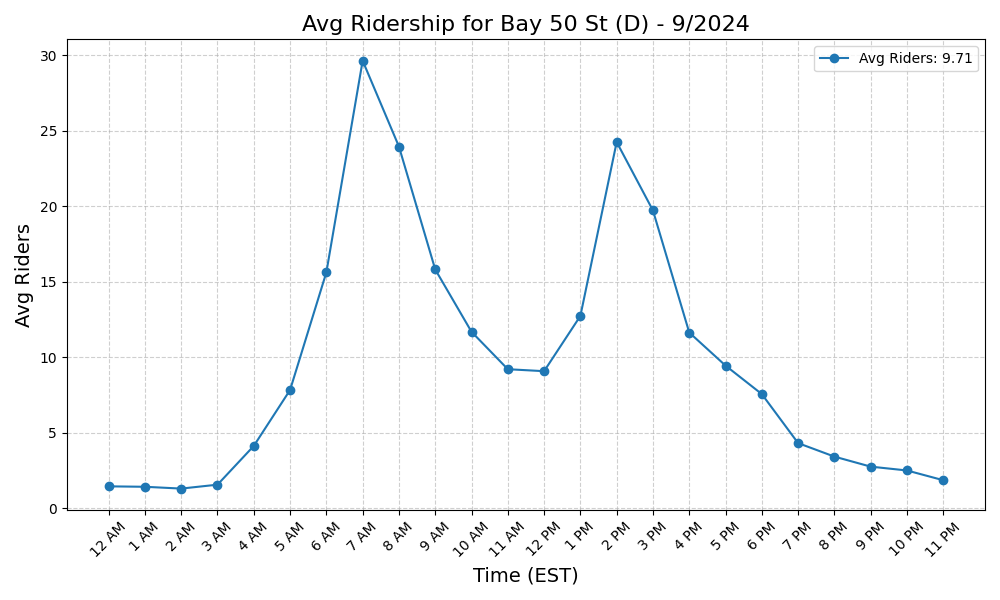 Avg Ridership for Bay 50 St (D) - 9/2024
Avg Riders: 9.71
Avg Riders
30
25
20
15
10
5
0
12 AM
1 AM
2 AM
3 AM
4 AM
5 AM
6 AM
7 AM
8 AM
9 AM
10 AM
11 AM
12 PM
1 PM
2 PM
3 PM
4 PM
5 PM
6 PM
7 PM
8 PM
9 PM
10 PM
11 PM
Time (EST)